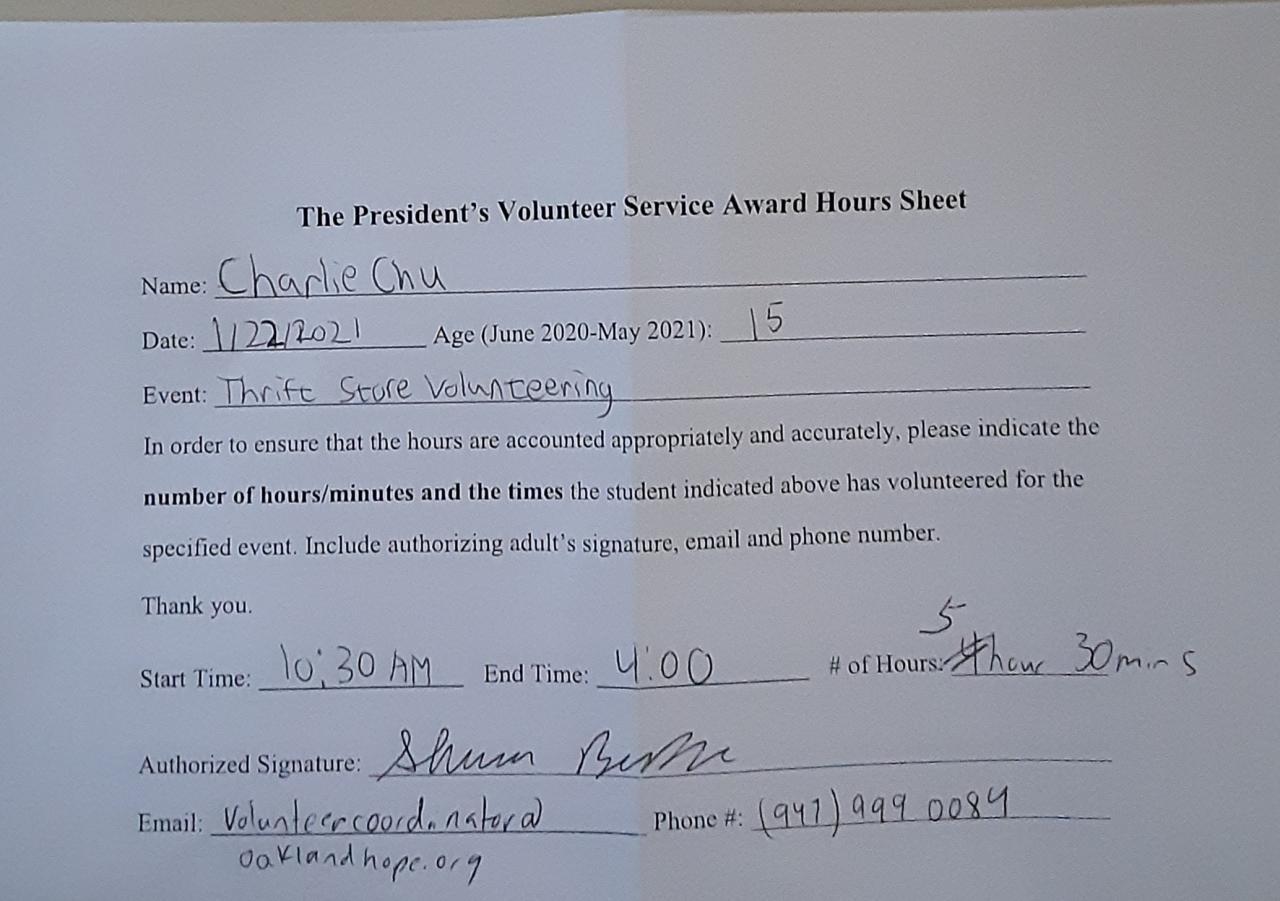 The President's Volunteer Service Award Hours Sheet
Name: Charlie Chu
Date: 1/22/2021 Age (June 2020-May 2021): 15
Event: Thrift Store Volunteering
In order to ensure that the hours are accounted appropriately and accurately, please indicate the
number of hours/minutes and the times the student indicated above has volunteered for the
specified event. Include authorizing adult's signature, email and phone number.
Thank you.
5
Start Time: 10:30 AM End Time: 4:00 # of Hours: hour 30 mins
Authorized Signature:
Email: Volunteercoordinator@ Phone #: (947) 999 0084
oaklandhope.org